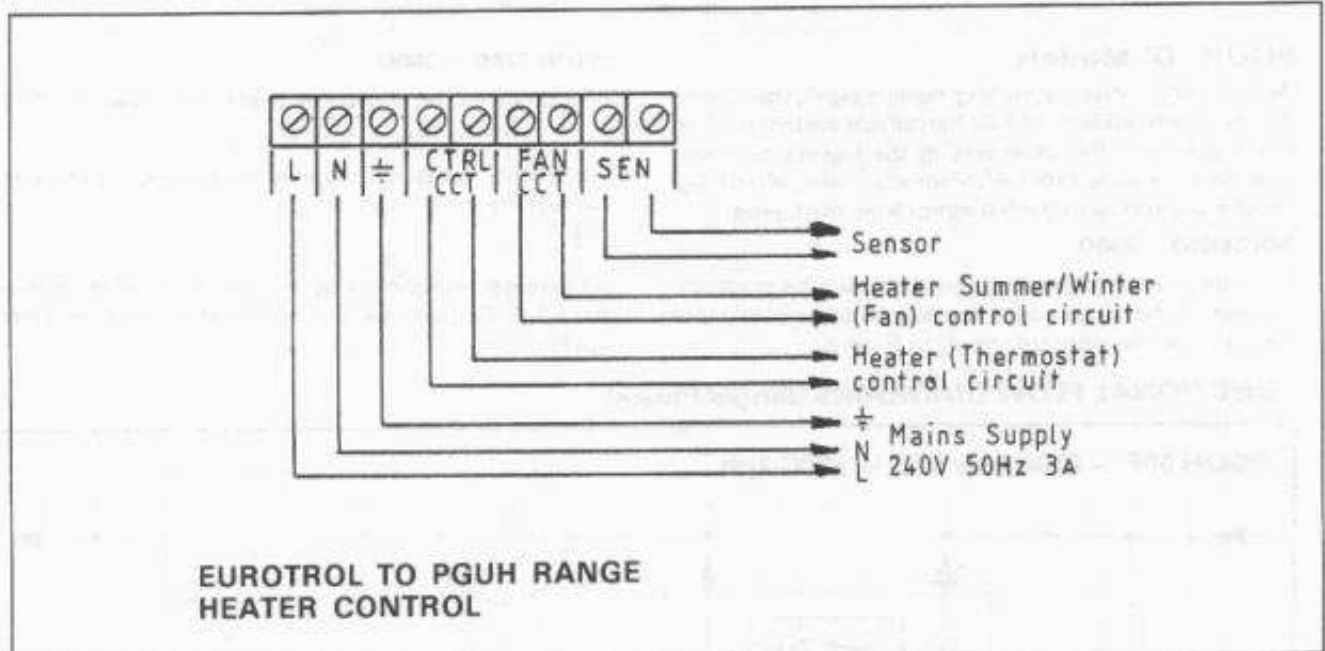 L N ⏚ CTRL CCT FAN CCT SEN
Sensor
Heater Summer/Winter
(Fan) control circuit
Heater (Thermostat)
control circuit
⏚
N Mains Supply
L 240V 50Hz 3A
EUROTROL TO PGUH RANGE
HEATER CONTROL